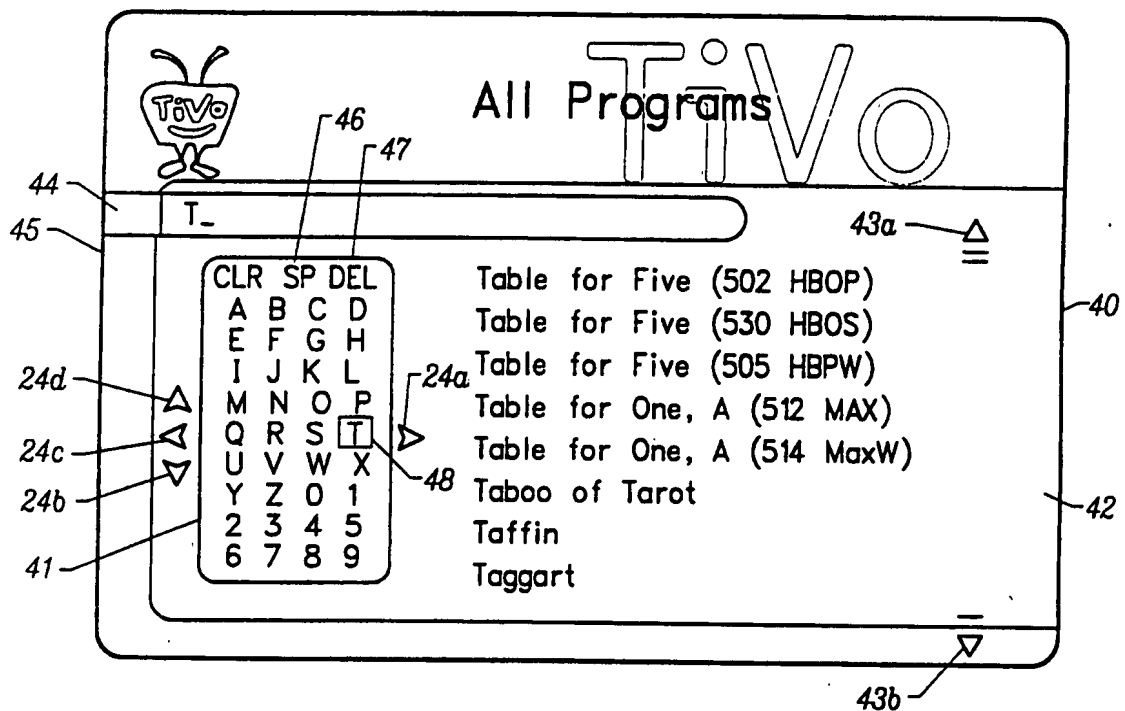 TiVo
TiVo
All Programs
46
47
44
T_
43a
45
CLR SP DEL
A B C D
E F G H
I J K L
M N O P
Q R S T
U V W X
Y Z 0 1
2 3 4 5
6 7 8 9
Table for Five (502 HBOP)
Table for Five (530 HBOS)
Table for Five (505 HBPW)
Table for One, A (512 MAX)
Table for One, A (514 MaxW)
Taboo of Tarot
Taffin
Taggart
40
24d
24a
24c
48
24b
42
41
43b